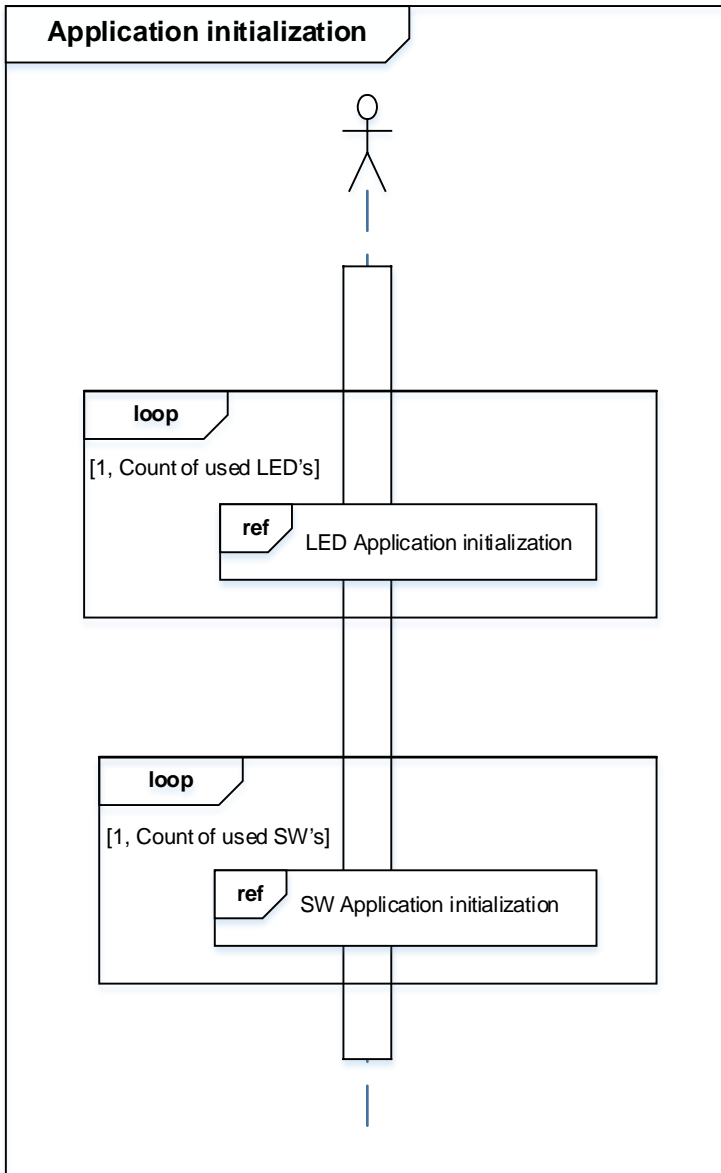 Application initialization
loop
[1, Count of used LED's]
ref
LED Application initialization
loop
[1, Count of used SW's]
ref
SW Application initialization